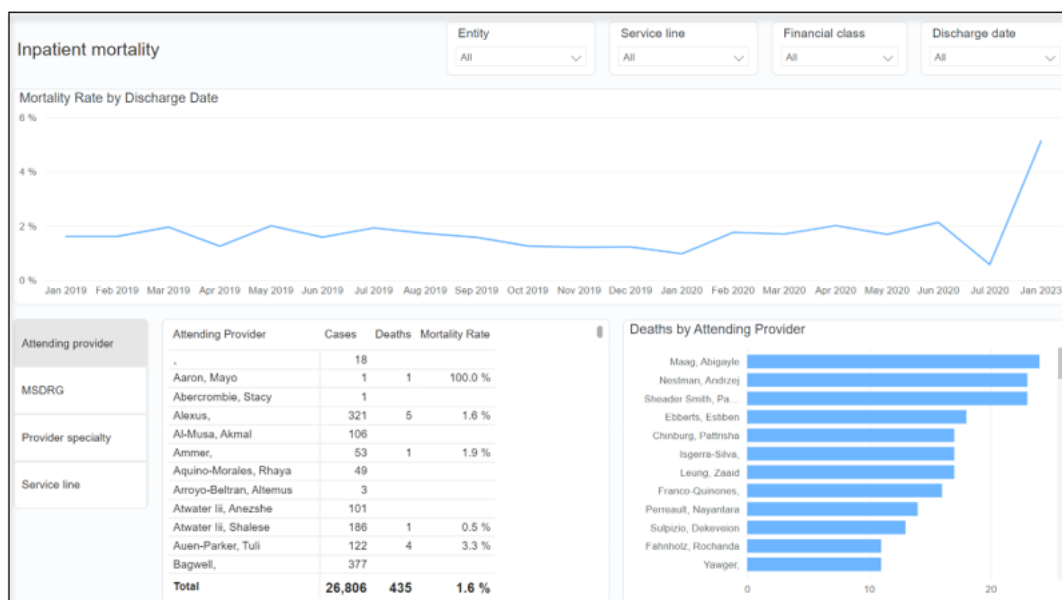 Inpatient mortality
Entity
All
Service line
All
Financial class
All
Discharge date
All
Mortality Rate by Discharge Date
6 %
4 %
2 %
0 %
Jan 2019 Feb 2019 Mar 2019 Apr 2019 May 2019 Jun 2019 Jul 2019 Aug 2019 Sep 2019 Oct 2019 Nov 2019 Dec 2019 Jan 2020 Feb 2020 Mar 2020 Apr 2020 May 2020 Jun 2020 Jul 2020 Jan 2023
Attending provider
MSDRG
Provider specialty
Service line
Attending Provider Cases Deaths Mortality Rate
, 18
Aaron, Mayo 1 1 100.0 %
Abercrombie, Stacy 1
Alexus, 321 5 1.6 %
Al-Musa, Akmal 106
Ammer, 53 1 1.9 %
Aquino-Morales, Rhaya 49
Arroyo-Beltran, Altemus 3
Atwater Iii, Anezshe 101
Atwater Iii, Shalese 186 1 0.5 %
Auen-Parker, Tuli 122 4 3.3 %
Bagwell, 377
Total 26,806 435 1.6 %
Deaths by Attending Provider
Maag, Abigayle
Nestman, Andrzej
Sheader Smith, Pa...
Ebberts, Estiben
Chinburg, Pattrisha
Isgerra-Silva,
Leung, Zaaid
Franco-Quinones,
Perreault, Nayantara
Sulpizio, Dekeveion
Fahnholz, Rochanda
Yawger,
0 10 20